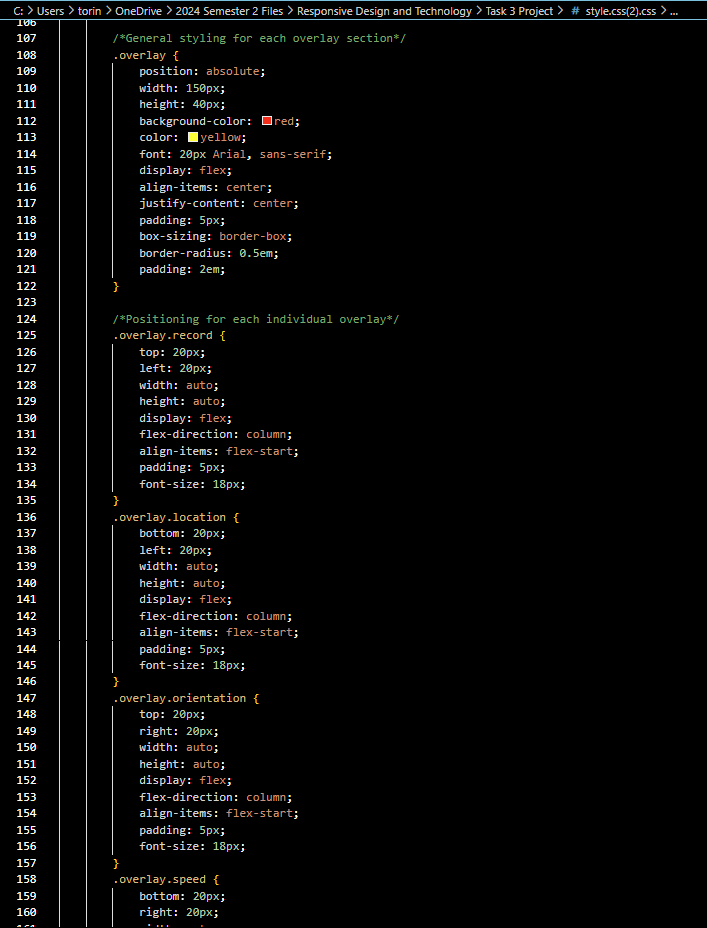 C: > Users > torin > OneDrive > 2024 Semester 2 Files > Responsive Design and Technology > Task 3 Project > # style.css(2).css > ...
106
107 /*General styling for each overlay section*/
108 .overlay {
109 position: absolute;
110 width: 150px;
111 height: 40px;
112 background-color: red;
113 color: yellow;
114 font: 20px Arial, sans-serif;
115 display: flex;
116 align-items: center;
117 justify-content: center;
118 padding: 5px;
119 box-sizing: border-box;
120 border-radius: 0.5em;
121 padding: 2em;
122 }
123
124 /*Positioning for each individual overlay*/
125 .overlay.record {
126 top: 20px;
127 left: 20px;
128 width: auto;
129 height: auto;
130 display: flex;
131 flex-direction: column;
132 align-items: flex-start;
133 padding: 5px;
134 font-size: 18px;
135 }
136 .overlay.location {
137 bottom: 20px;
138 left: 20px;
139 width: auto;
140 height: auto;
141 display: flex;
142 flex-direction: column;
143 align-items: flex-start;
144 padding: 5px;
145 font-size: 18px;
146 }
147 .overlay.orientation {
148 top: 20px;
149 right: 20px;
150 width: auto;
151 height: auto;
152 display: flex;
153 flex-direction: column;
154 align-items: flex-start;
155 padding: 5px;
156 font-size: 18px;
157 }
158 .overlay.speed {
159 bottom: 20px;
160 right: 20px;
161